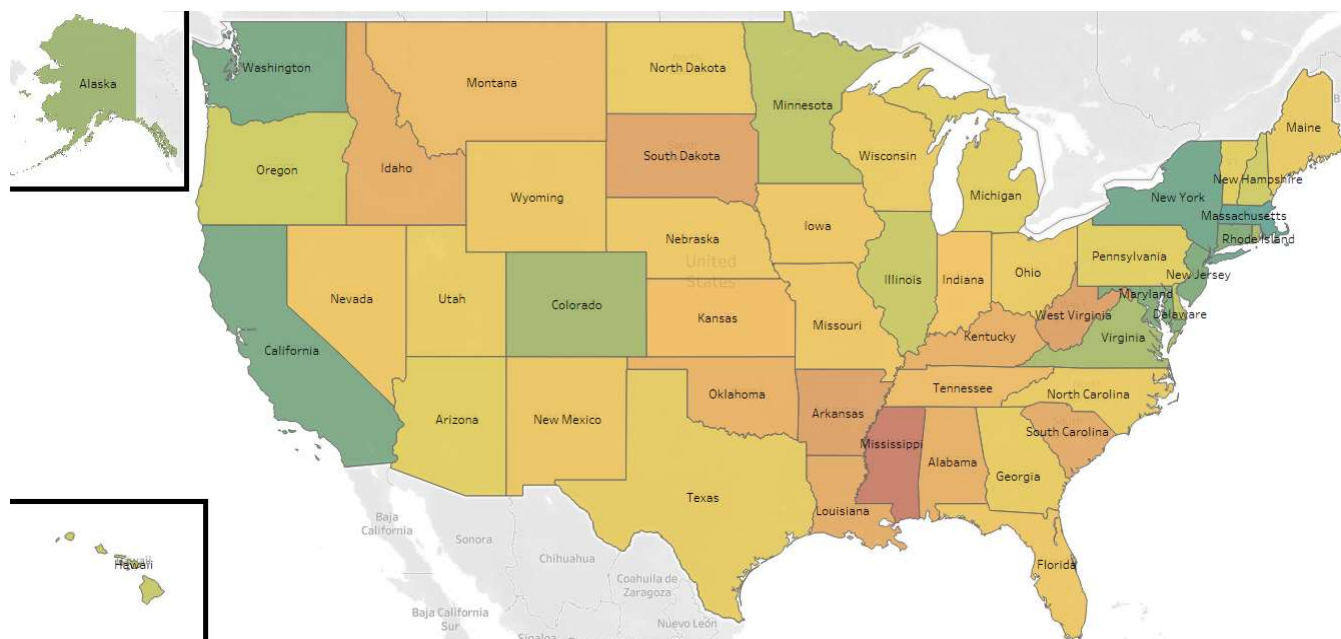 Alaska
Washington
Montana
North Dakota
Minnesota
Maine
Oregon
Idaho
South Dakota
Wisconsin
Michigan
New Hampshire
New York
Massachusetts
Rhode Island
Wyoming
Iowa
Nebraska
United
States
Pennsylvania
New Jersey
Nevada
Utah
Colorado
Illinois
Indiana
Ohio
Maryland
Delaware
West Virginia
Virginia
California
Kansas
Missouri
Kentucky
Arizona
New Mexico
Oklahoma
Arkansas
Tennessee
North Carolina
South Carolina
Mississippi
Alabama
Georgia
Texas
Louisiana
Florida
Hawaii
Baja
California
Sonora
Chihuahua
Coahuila de
Zaragoza
Baja California
Sur
Sinaloa
Nuevo León